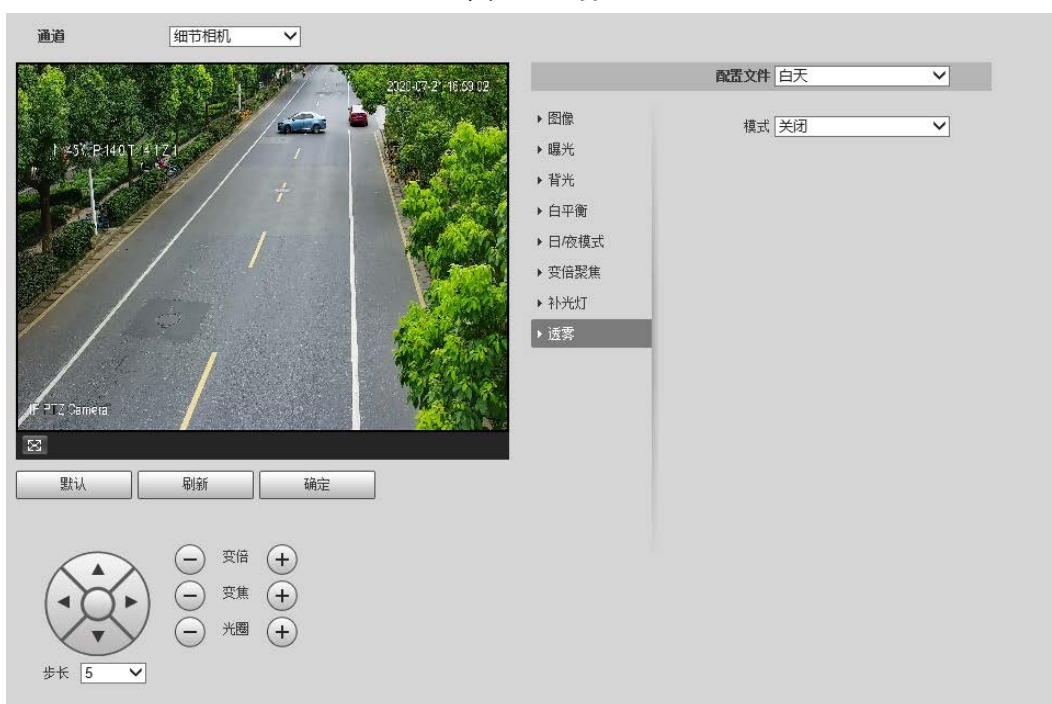 通道 细节相机
配置文件 白天
2020-07-21 16:59:02
图像
模式 关闭
曝光
背光
白平衡
日/夜模式
变倍聚焦
补光灯
透雾
IP PTZ Camera
默认 刷新 确定
变倍
变焦
光圈
步长 5